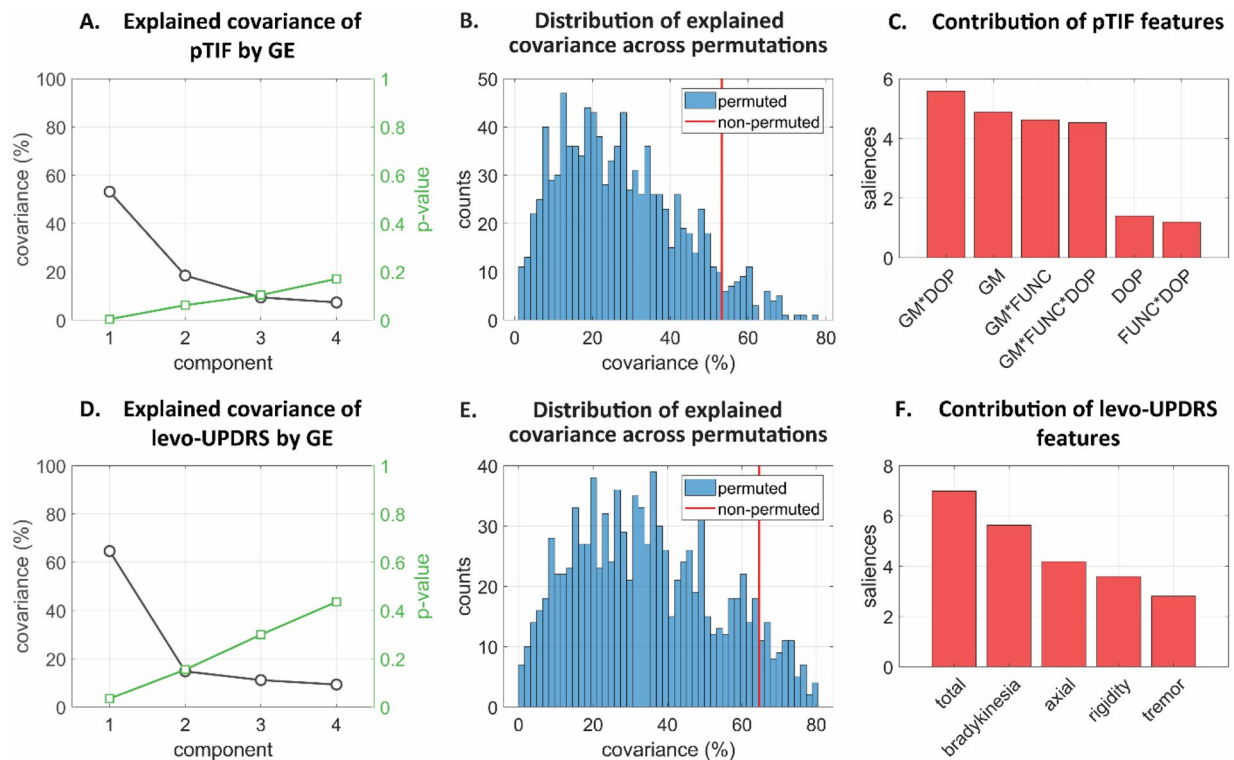 A. Explained covariance of
pTIF by GE
100
80
60
40
20
0
covariance (%)
1
0.8
0.6
0.4
0.2
0
p-value
1 2 3 4
component
B. Distribution of explained
covariance across permutations
50
40
30
20
10
0
counts
permuted
non-permuted
0 20 40 60 80
covariance (%)
C. Contribution of pTIF features
6
4
2
0
saliences
GM*DOP
GM
GM*FUNC
GM*FUNC*DOP
DOP
FUNC*DOP
D. Explained covariance of
levo-UPDRS by GE
100
80
60
40
20
0
covariance (%)
1
0.8
0.6
0.4
0.2
0
p-value
1 2 3 4
component
E. Distribution of explained
covariance across permutations
40
30
20
10
0
counts
permuted
non-permuted
0 20 40 60 80
covariance (%)
F. Contribution of levo-UPDRS
features
8
6
4
2
0
saliences
total
bradykinesia
axial
rigidity
tremor